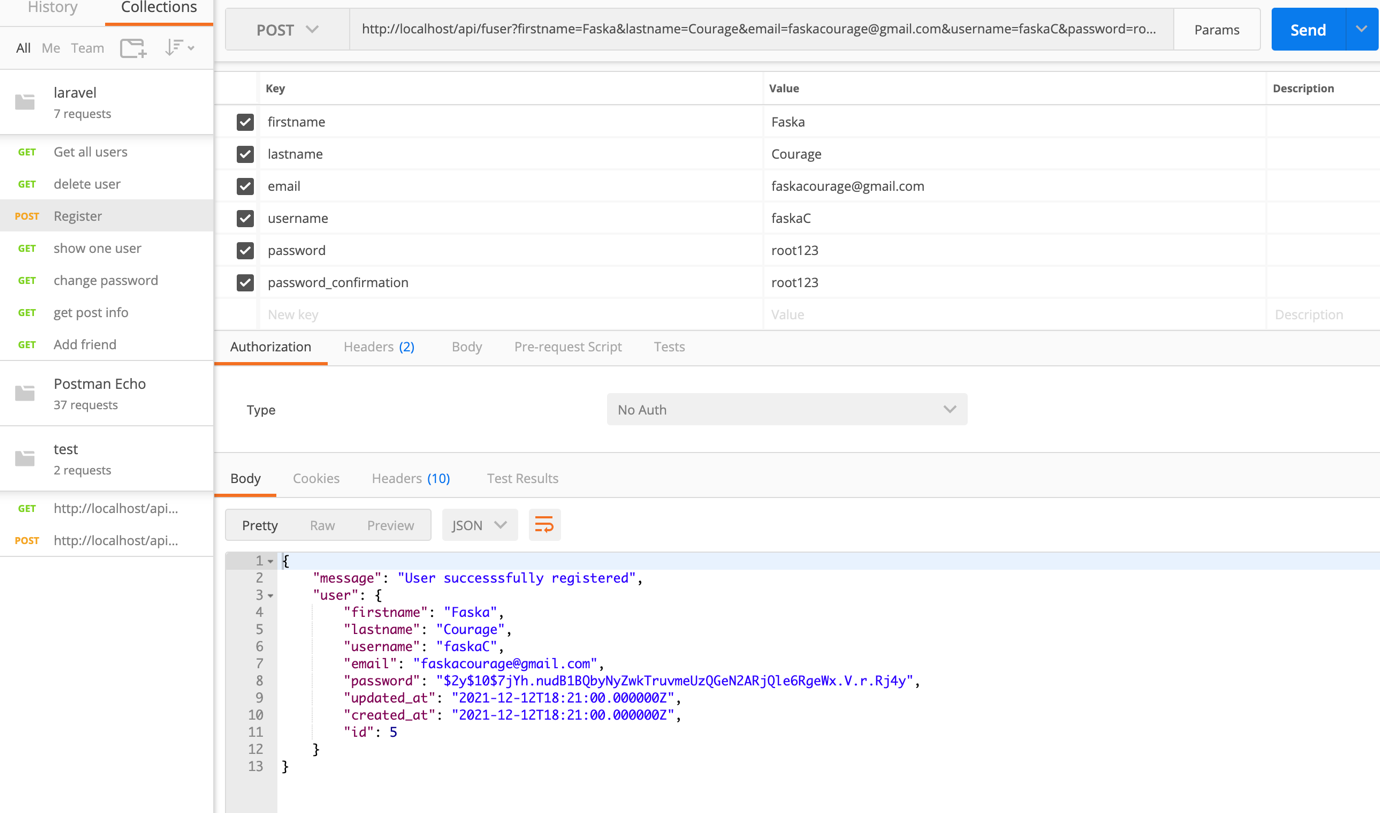 History Collections
All Me Team
laravel
7 requests
GET Get all users
GET delete user
POST Register
GET show one user
GET change password
GET get post info
GET Add friend
Postman Echo
37 requests
test
2 requests
GET http://localhost/api...
POST http://localhost/api...
POST http://localhost/api/fuser?firstname=Faska&lastname=Courage&email=faskacourage@gmail.com&username=faskaC&password=ro... Params Send
Key Value Description
firstname Faska
lastname Courage
email faskacourage@gmail.com
username faskaC
password root123
password_confirmation root123
New key Value Description
Authorization Headers (2) Body Pre-request Script Tests
Type No Auth
Body Cookies Headers (10) Test Results
Pretty Raw Preview JSON
1 {
2 "message": "User successsfully registered",
3 "user": {
4 "firstname": "Faska",
5 "lastname": "Courage",
6 "username": "faskaC",
7 "email": "faskacourage@gmail.com",
8 "password": "$2y$10$7jYh.nudB1BQbyNyZwkTruvmeUzQGeN2ARjQle6RgeWx.V.r.Rj4y",
9 "updated_at": "2021-12-12T18:21:00.000000Z",
10 "created_at": "2021-12-12T18:21:00.000000Z",
11 "id": 5
12 }
13 }